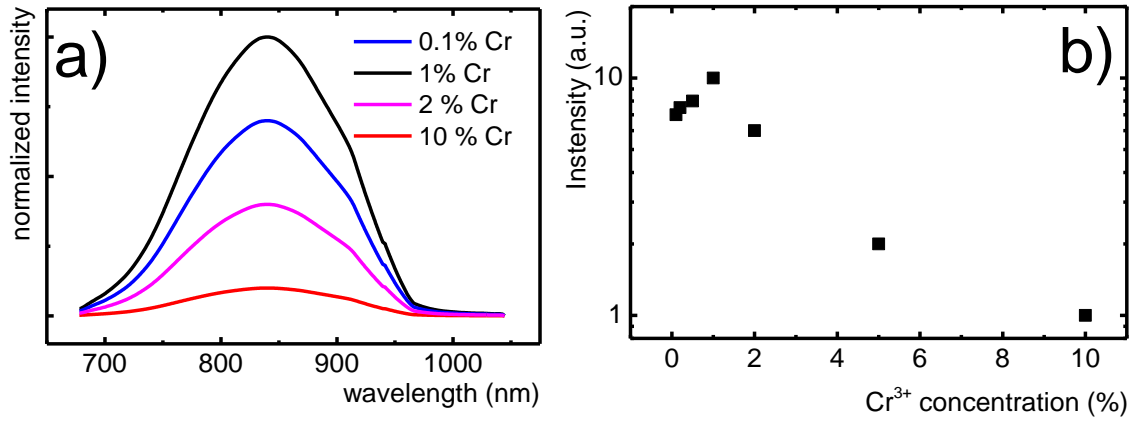 a)
0.1% Cr
1% Cr
2 % Cr
10 % Cr
normalized intensity
700 800 900 1000
wavelength (nm)
b)
Instensity (a.u.)
10
1
0 2 4 6 8 10
Cr³⁺ concentration (%)